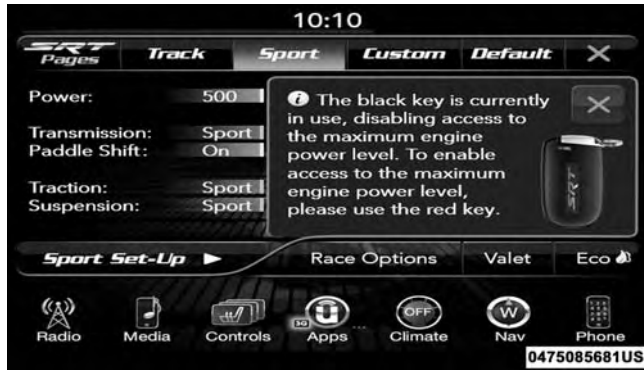 10:10
SRT
Pages
Track
Sport
Custom
Default
Power: 500
Transmission: Sport
Paddle Shift: On
Traction: Sport
Suspension: Sport
The black key is currently
in use, disabling access to
the maximum engine
power level. To enable
access to the maximum
engine power level,
please use the red key.
SRT
Sport Set-Up
Race Options
Valet
Eco
Radio
Media
Controls
3G
Apps
...
OFF
Climate
W
Nav
Phone
0475085681US